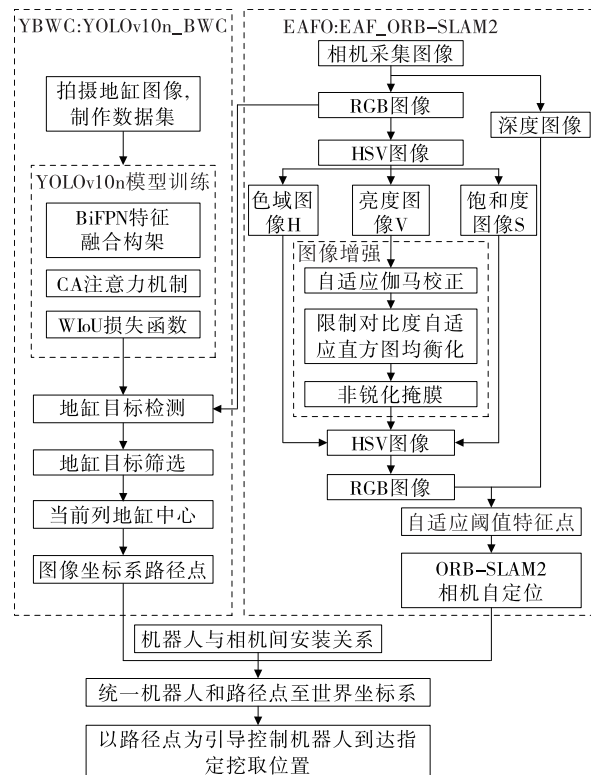 YBWC:YOLOv10n_BWC
拍摄地缸图像,
制作数据集
YOLOv10n模型训练
BiFPN特征
融合构架
CA注意力机制
WIoU损失函数
地缸目标检测
地缸目标筛选
当前列地缸中心
图像坐标系路径点
EAFO:EAF_ORB-SLAM2
相机采集图像
RGB图像
深度图像
HSV图像
色域图
像H
亮度图
像V
饱和度
图像S
图像增强
自适应伽马校正
限制对比度自适
应直方图均衡化
非锐化掩膜
HSV图像
RGB图像
自适应阈值特征点
ORB-SLAM2
相机自定位
机器人与相机间安装关系
统一机器人和路径点至世界坐标系
以路径点为引导控制机器人到达指
定挖取位置